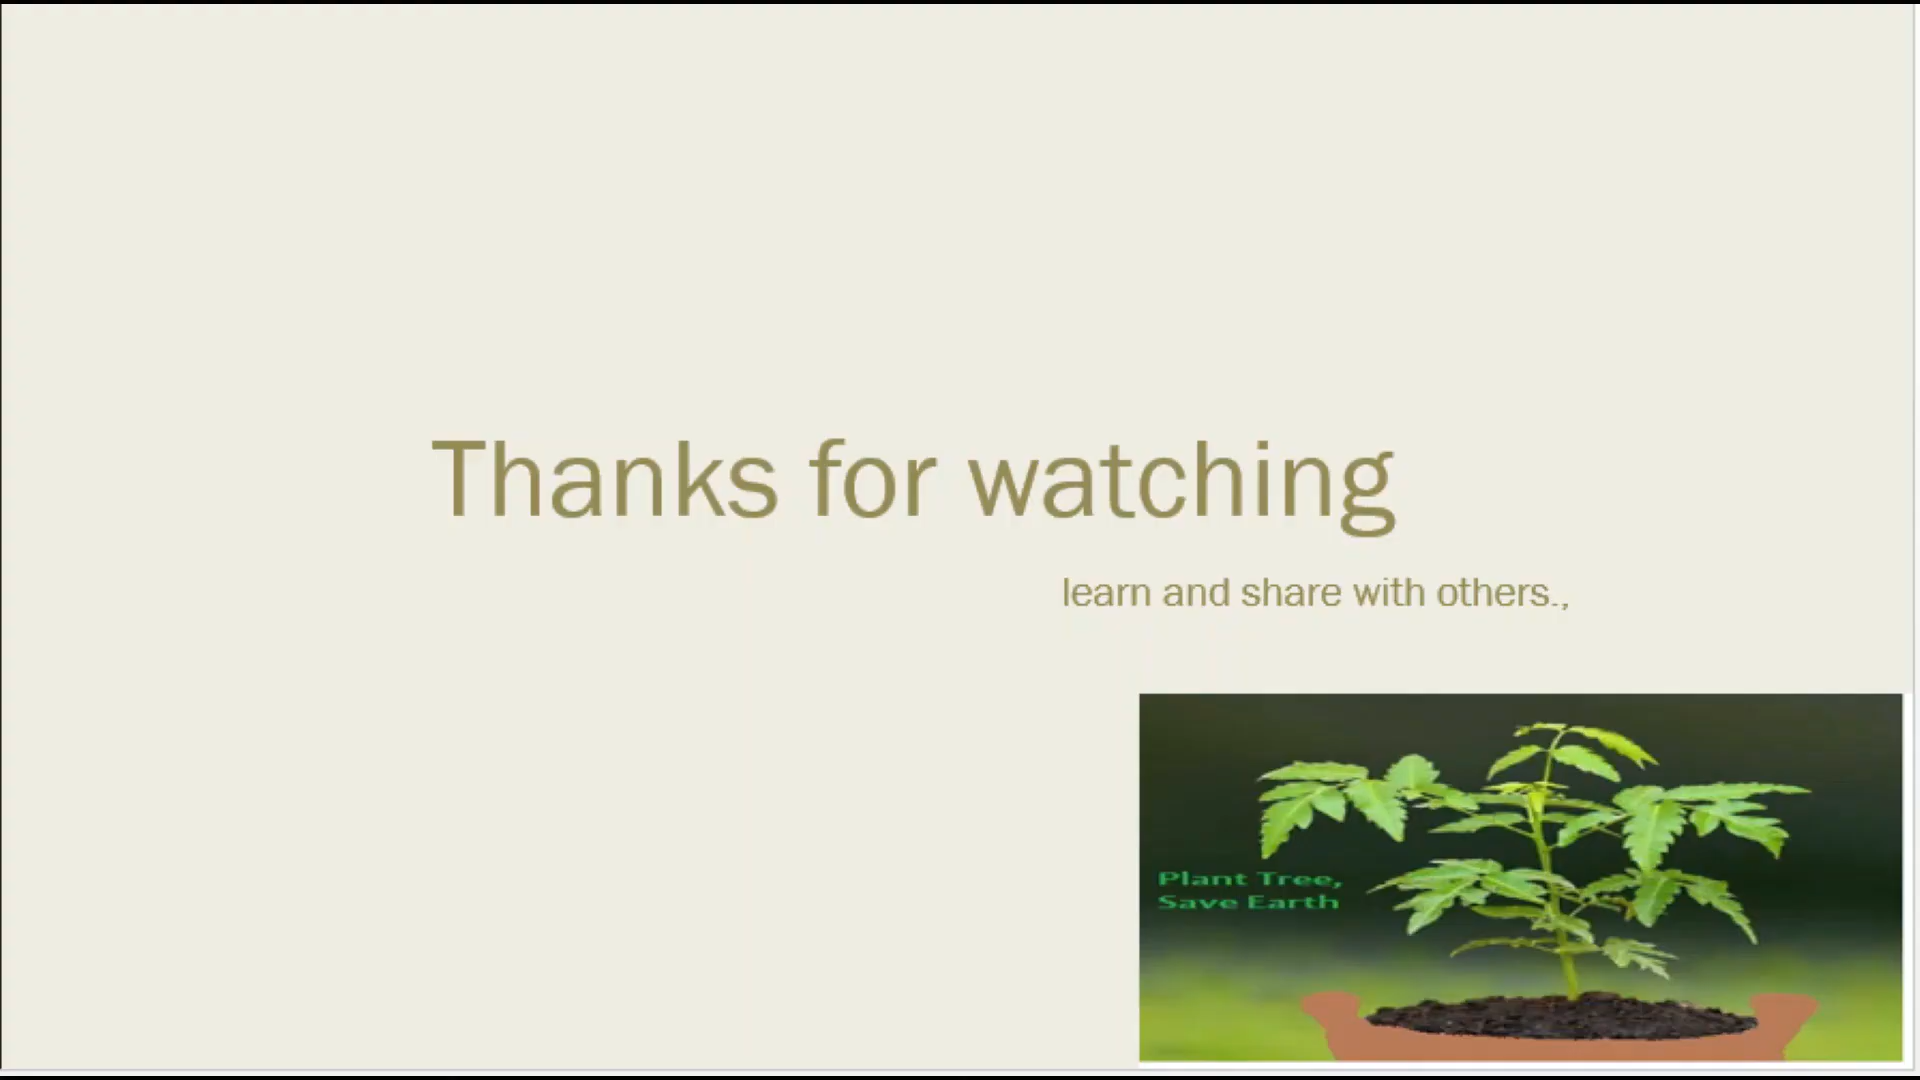 Thanks for watching
learn and share with others.,
Plant Tree,
Save Earth